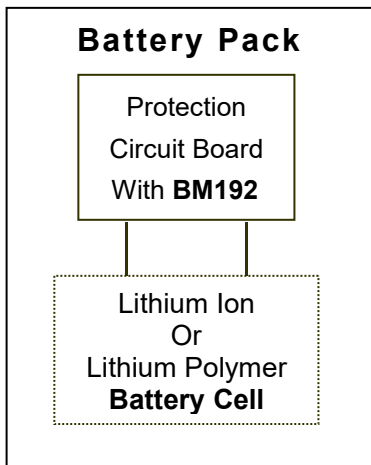 Battery Pack
Protection
Circuit Board
With BM192
Lithium Ion
Or
Lithium Polymer
Battery Cell